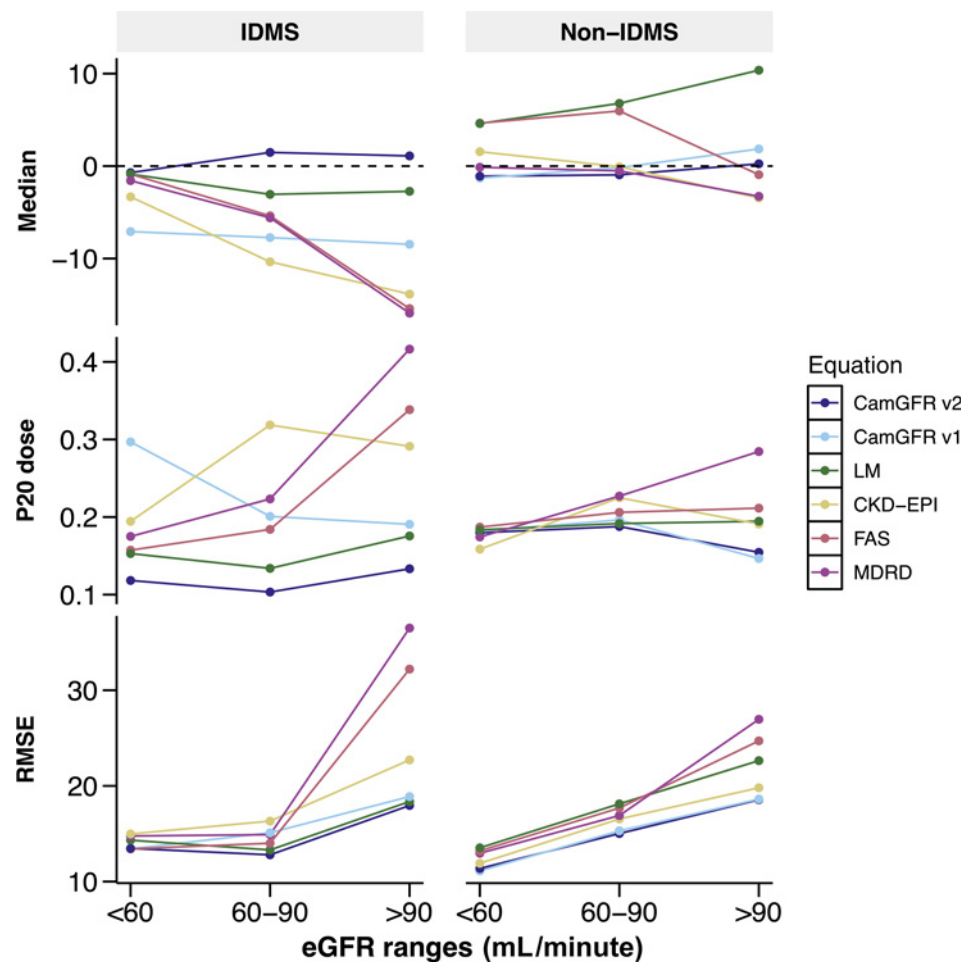 IDMS
Non–IDMS
Median
10
0
−10
P20 dose
0.4
0.3
0.2
0.1
RMSE
30
20
10
<60
60–90
>90
<60
60–90
>90
eGFR ranges (mL/minute)
Equation
CamGFR v2
CamGFR v1
LM
CKD–EPI
FAS
MDRD